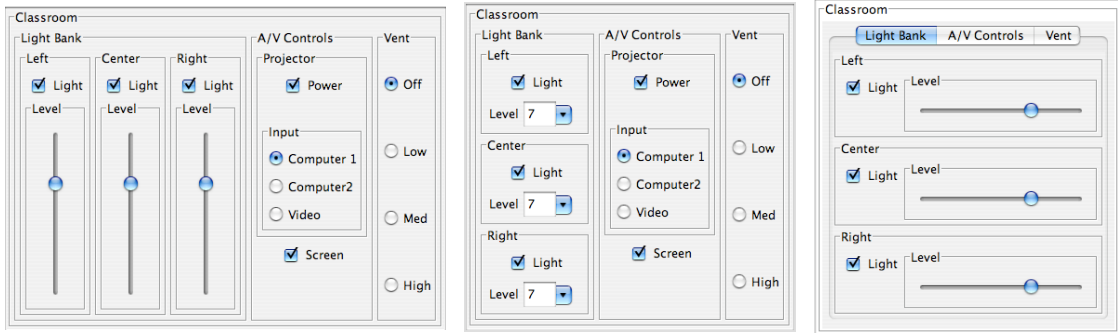 Classroom
Light Bank A/V Controls Vent
Left Center Right Projector
Light Light Light Power Off
Level Level Level
Input
Computer 1
Low
Computer2
Video Med
Screen
High
Classroom
Light Bank A/V Controls Vent
Left Projector
Light Power Off
Level 7
Input
Center Computer 1 Low
Light
Computer2
Level 7 Video Med
Right
Screen
Light
High
Level 7
Classroom
Light Bank A/V Controls Vent
Left
Light Level
Center
Light Level
Right
Light Level